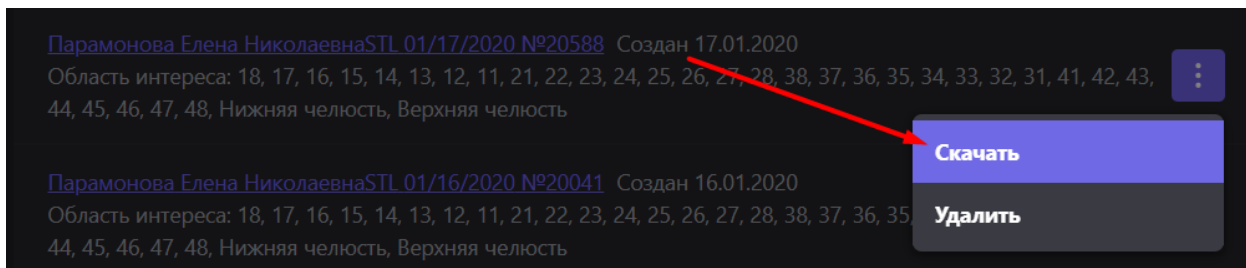 Парамонова Елена НиколаевнаSTL 01/17/2020 №20588 Создан 17.01.2020
Область интереса: 18, 17, 16, 15, 14, 13, 12, 11, 21, 22, 23, 24, 25, 26, 27, 28, 38, 37, 36, 35, 34, 33, 32, 31, 41, 42, 43,
44, 45, 46, 47, 48, Нижняя челюсть, Верхняя челюсть
Скачать
Удалить
Парамонова Елена НиколаевнаSTL 01/16/2020 №20041 Создан 16.01.2020
Область интереса: 18, 17, 16, 15, 14, 13, 12, 11, 21, 22, 23, 24, 25, 26, 27, 28, 38, 37, 36, 35,
44, 45, 46, 47, 48, Нижняя челюсть, Верхняя челюсть